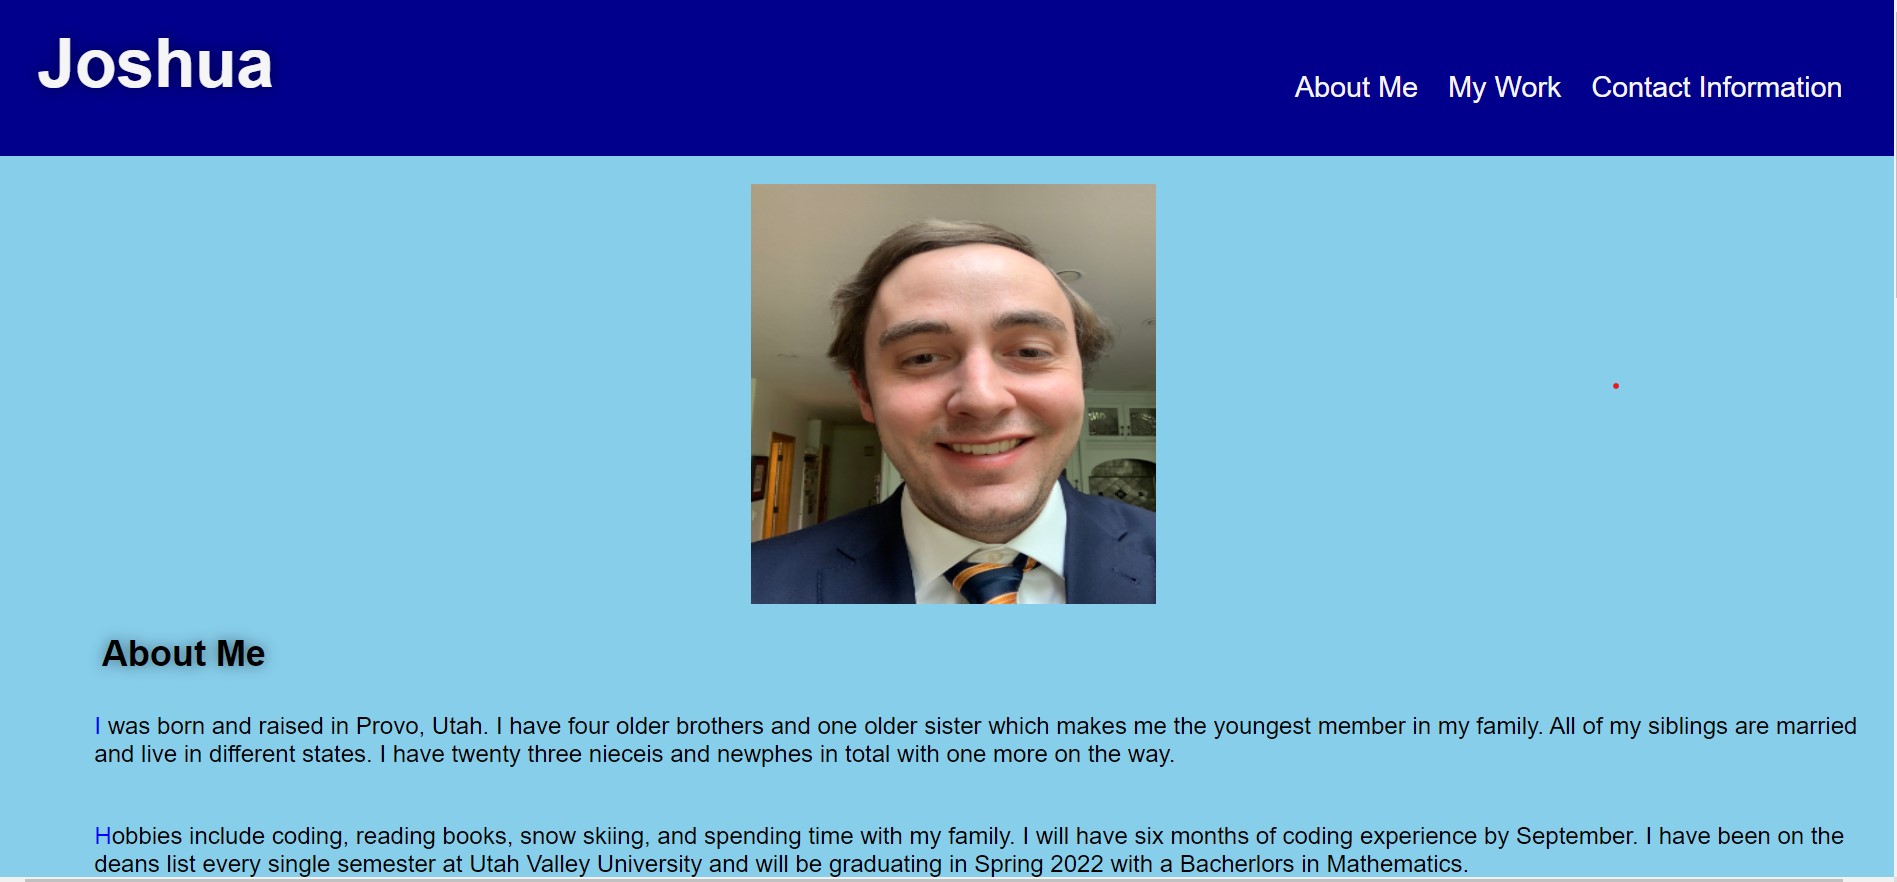 Joshua
About Me My Work Contact Information
About Me
I was born and raised in Provo, Utah. I have four older brothers and one older sister which makes me the youngest member in my family. All of my siblings are married
and live in different states. I have twenty three nieceis and newphes in total with one more on the way.
Hobbies include coding, reading books, snow skiing, and spending time with my family. I will have six months of coding experience by September. I have been on the
deans list every single semester at Utah Valley University and will be graduating in Spring 2022 with a Bacherlors in Mathematics.